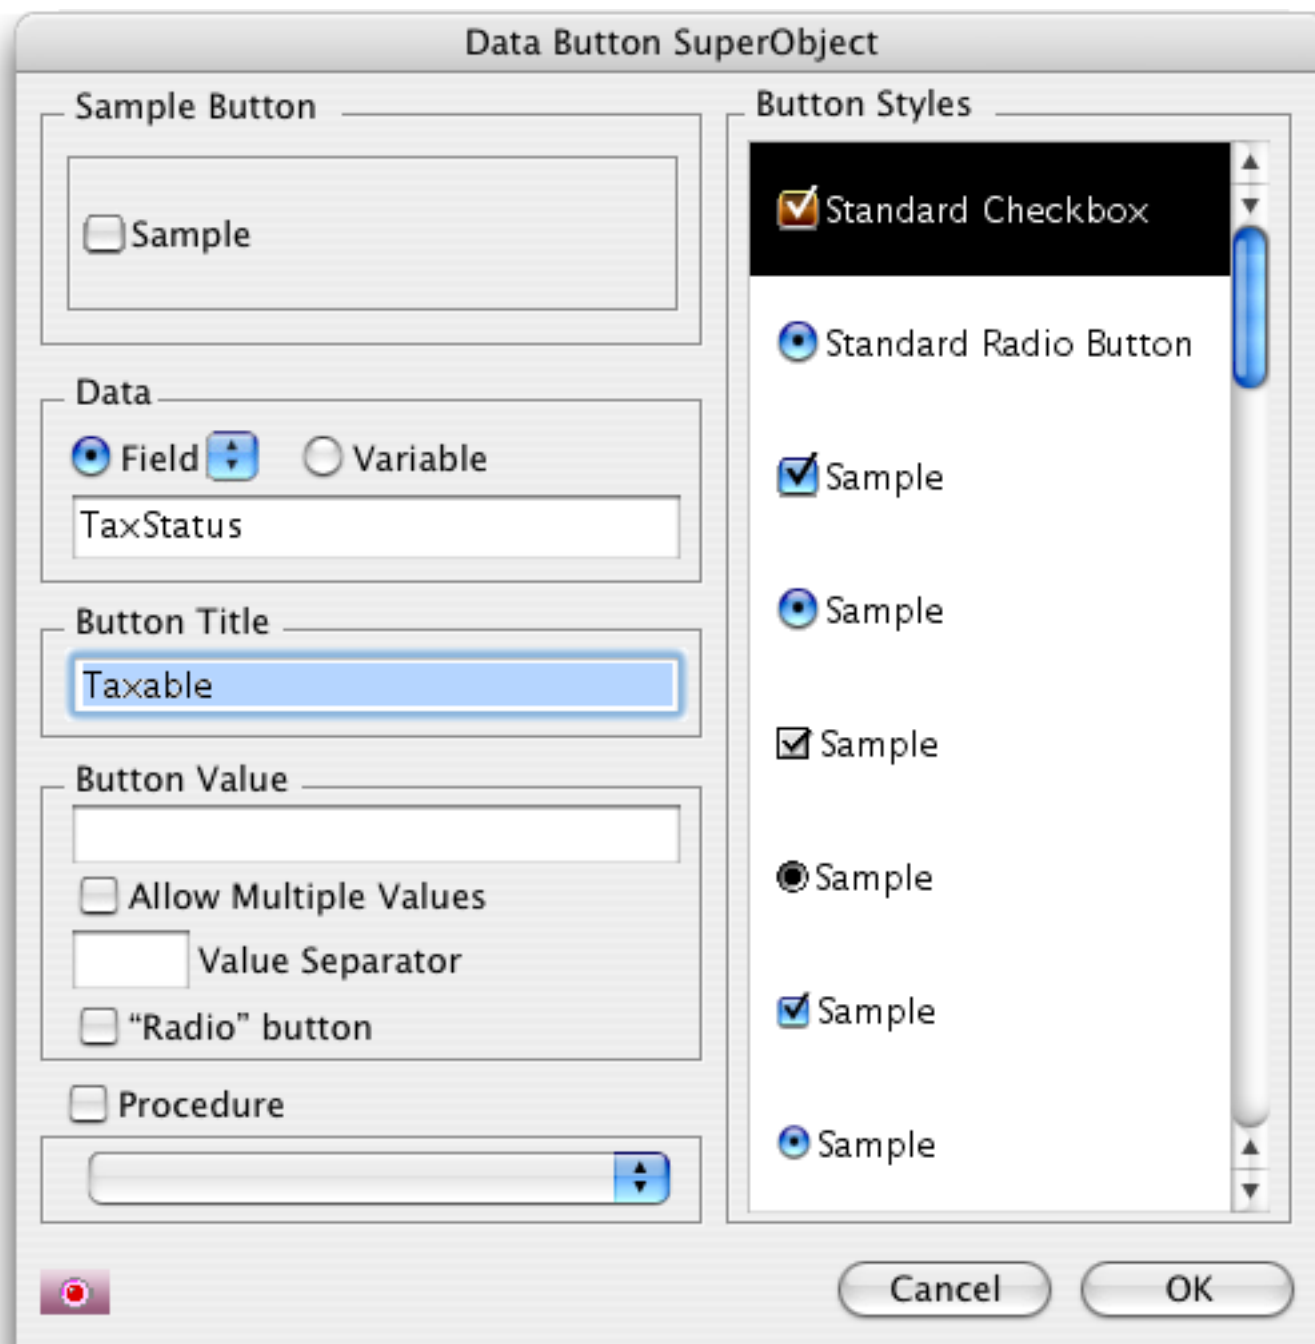 Data Button SuperObject
Sample Button
Sample
Data
Field
Variable
TaxStatus
Button Title
Taxable
Button Value
Allow Multiple Values
Value Separator
“Radio” button
Procedure
Button Styles
Standard Checkbox
Standard Radio Button
Sample
Sample
Sample
Sample
Sample
Sample
Cancel
OK